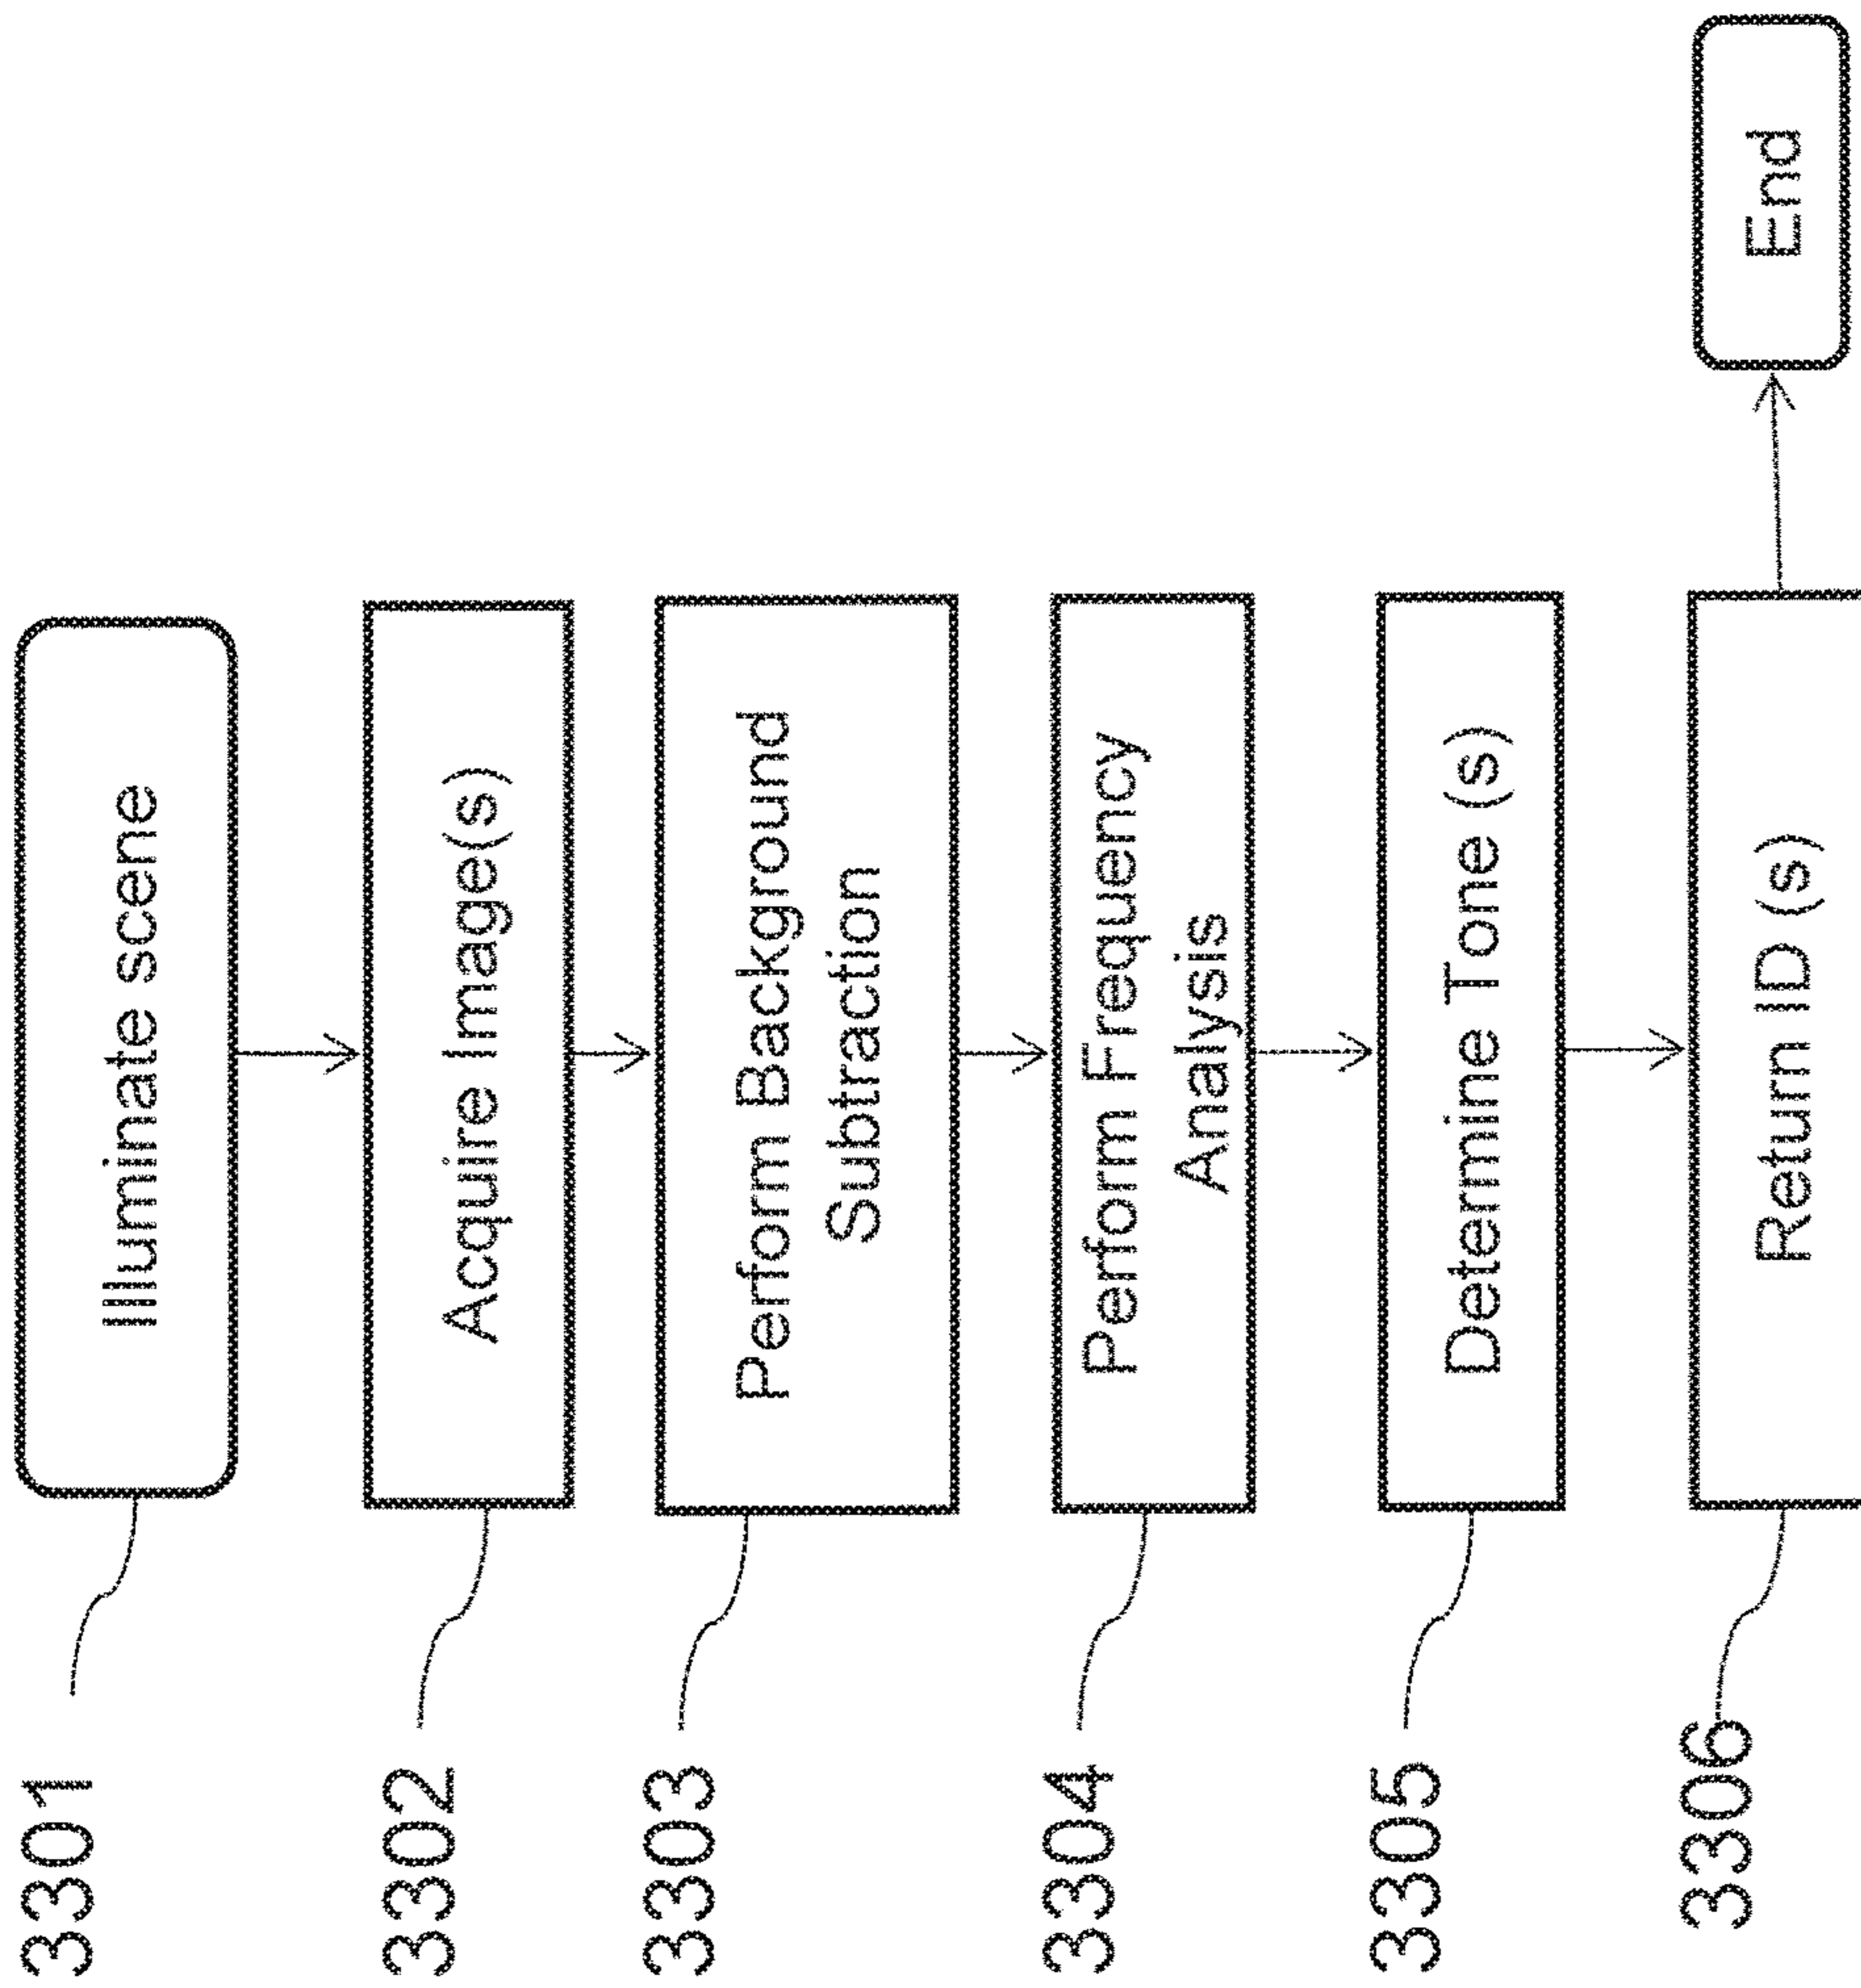 3301
Illuminate scene
3302
Acquire Image(s)
3303
Perform Background
Subtraction
3304
Perform Frequency
Analysis
3305
Determine Tone (s)
3306
Return ID (s)
End